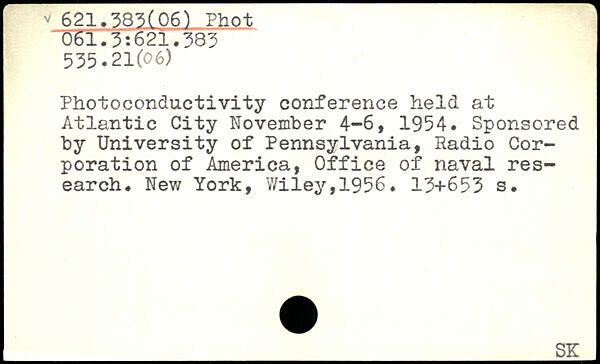 √ 621.383(06) Phot
061.3:621.383
535.21(06)
Photoconductivity conference held at
Atlantic City November 4-6, 1954. Sponsored
by University of Pennsylvania, Radio Cor-
poration of America, Office of naval res-
earch. New York, Wiley,1956. 13+653 s.
SK